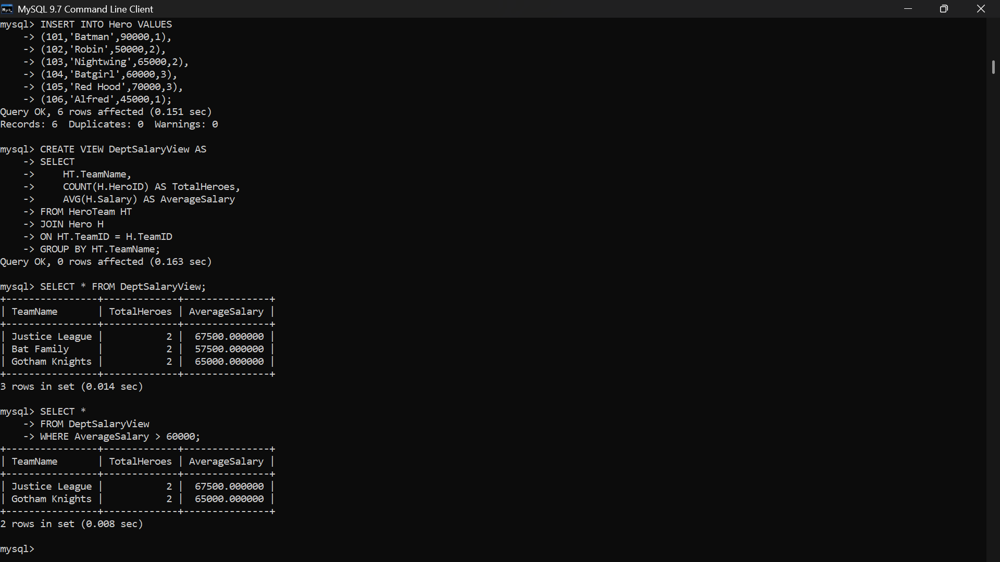 MySQL 9.7 Command Line Client
mysql> INSERT INTO Hero VALUES
    -> (101,'Batman',90000,1),
    -> (102,'Robin',50000,2),
    -> (103,'Nightwing',65000,2),
    -> (104,'Batgirl',60000,3),
    -> (105,'Red Hood',70000,3),
    -> (106,'Alfred',45000,1);
Query OK, 6 rows affected (0.151 sec)
Records: 6  Duplicates: 0  Warnings: 0

mysql> CREATE VIEW DeptSalaryView AS
    -> SELECT
    ->     HT.TeamName,
    ->     COUNT(H.HeroID) AS TotalHeroes,
    ->     AVG(H.Salary) AS AverageSalary
    -> FROM HeroTeam HT
    -> JOIN Hero H
    -> ON HT.TeamID = H.TeamID
    -> GROUP BY HT.TeamName;
Query OK, 0 rows affected (0.163 sec)

mysql> SELECT * FROM DeptSalaryView;
+----------------+-------------+---------------+
| TeamName       | TotalHeroes | AverageSalary |
+----------------+-------------+---------------+
| Justice League |           2 |  67500.000000 |
| Bat Family     |           2 |  57500.000000 |
| Gotham Knights |           2 |  65000.000000 |
+----------------+-------------+---------------+
3 rows in set (0.014 sec)

mysql> SELECT *
    -> FROM DeptSalaryView
    -> WHERE AverageSalary > 60000;
+----------------+-------------+---------------+
| TeamName       | TotalHeroes | AverageSalary |
+----------------+-------------+---------------+
| Justice League |           2 |  67500.000000 |
| Gotham Knights |           2 |  65000.000000 |
+----------------+-------------+---------------+
2 rows in set (0.008 sec)

mysql>